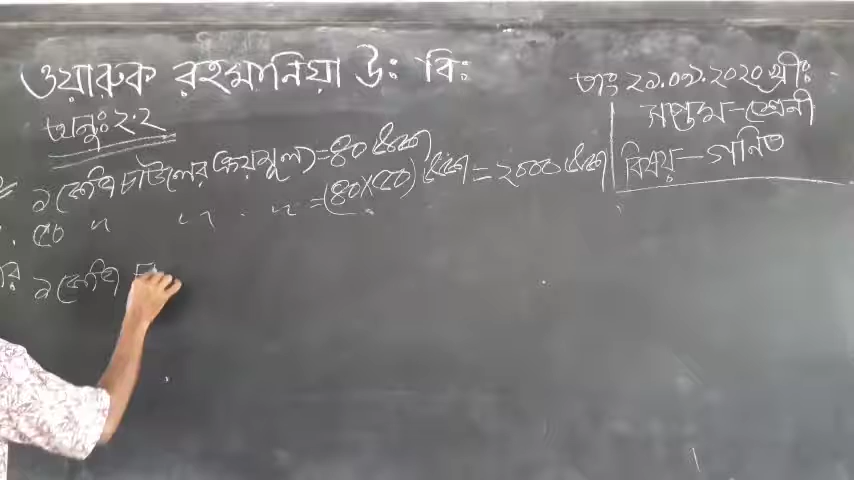 ওয়ারুক রহমানিয়া উঃ বিঃ
তাং ২১.০৯.২০২০খ্রীঃ
সপ্তম-শ্রেনী
বিষয়-গনিত
অনুঃ২.২
১ কেজি চাউলের ক্রয়মূল্য=৪০ টাকা
৫০ " " " =(৪০×৫০) টাকা=২০০০ টাকা
১ কেজি